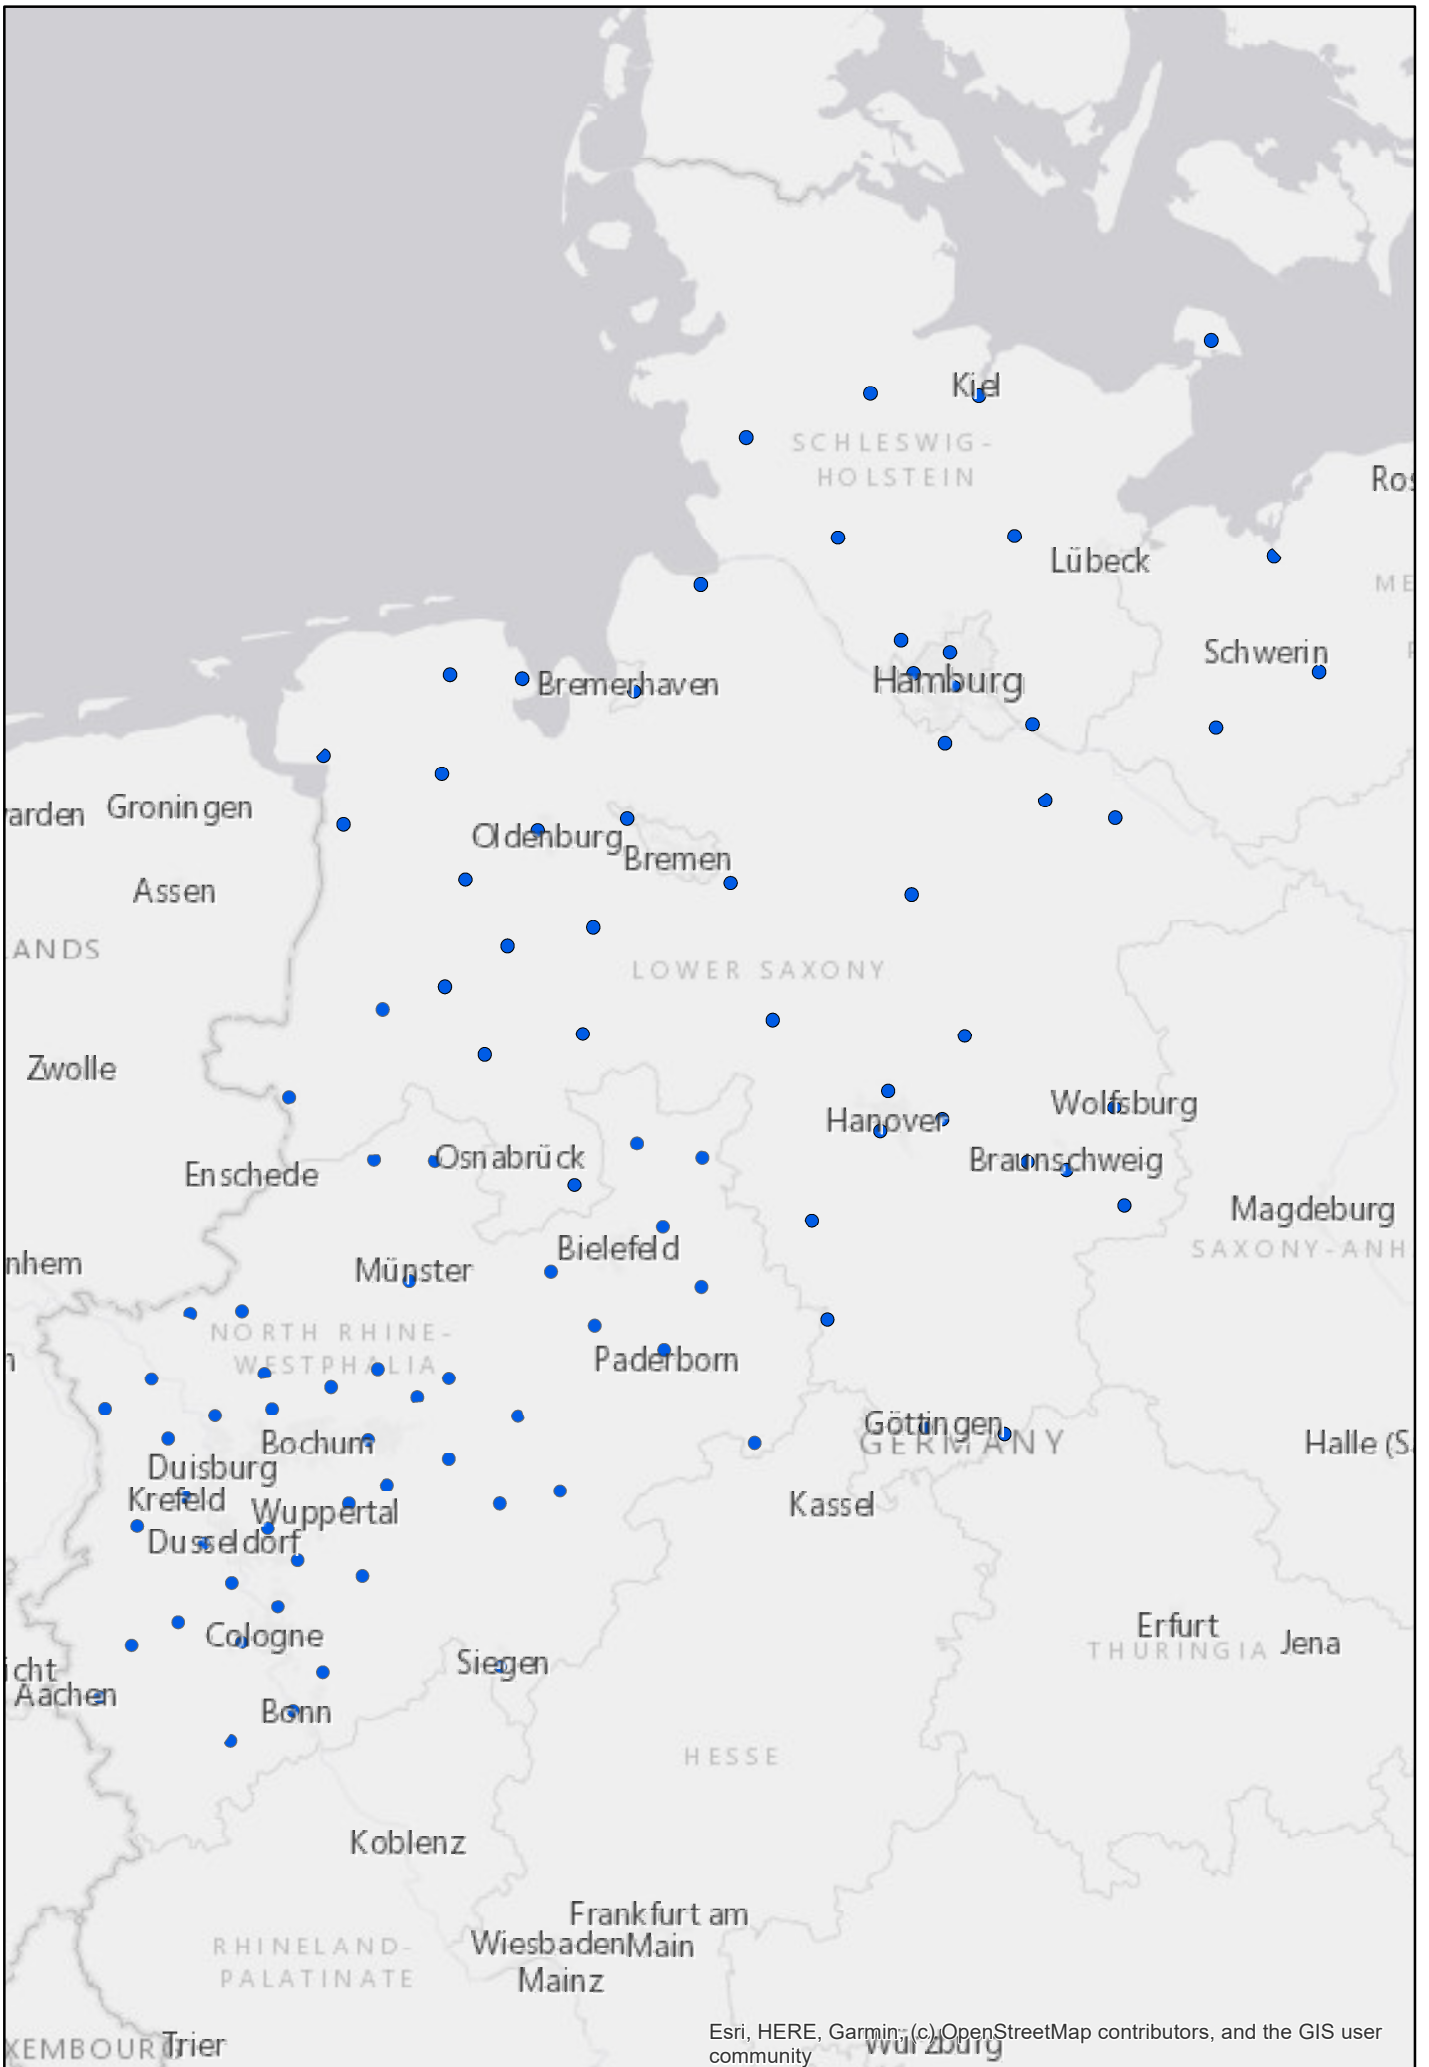 Kiel
SCHLESWIG-
HOLSTEIN
Ros
Lübeck
ME
Schwerin
Hamburg
Bremerhaven
arden
Groningen
Oldenburg
Bremen
Assen
LANDS
LOWER SAXONY
Zwolle
Wolfsburg
Hanover
Osnabrück
Braunschweig
Enschede
Magdeburg
SAXONY-ANH
Bielefeld
nhem
Münster
NORTH RHINE-
WESTPHALIA
Paderborn
Göttingen
GERMANY
Bochum
Halle (S.
Duisburg
Krefeld
Wuppertal
Kassel
Dusseldorf
Erfurt
THURINGIA
Jena
Cologne
Siegen
icht
Aachen
Bonn
HESSE
Koblenz
Frankfurt am
Wiesbaden
Main
RHINELAND-
PALATINATE
Mainz
Esri, HERE, Garmin, (c) OpenStreetMap contributors, and the GIS user
community
Würzburg
XEMBOURG
Trier